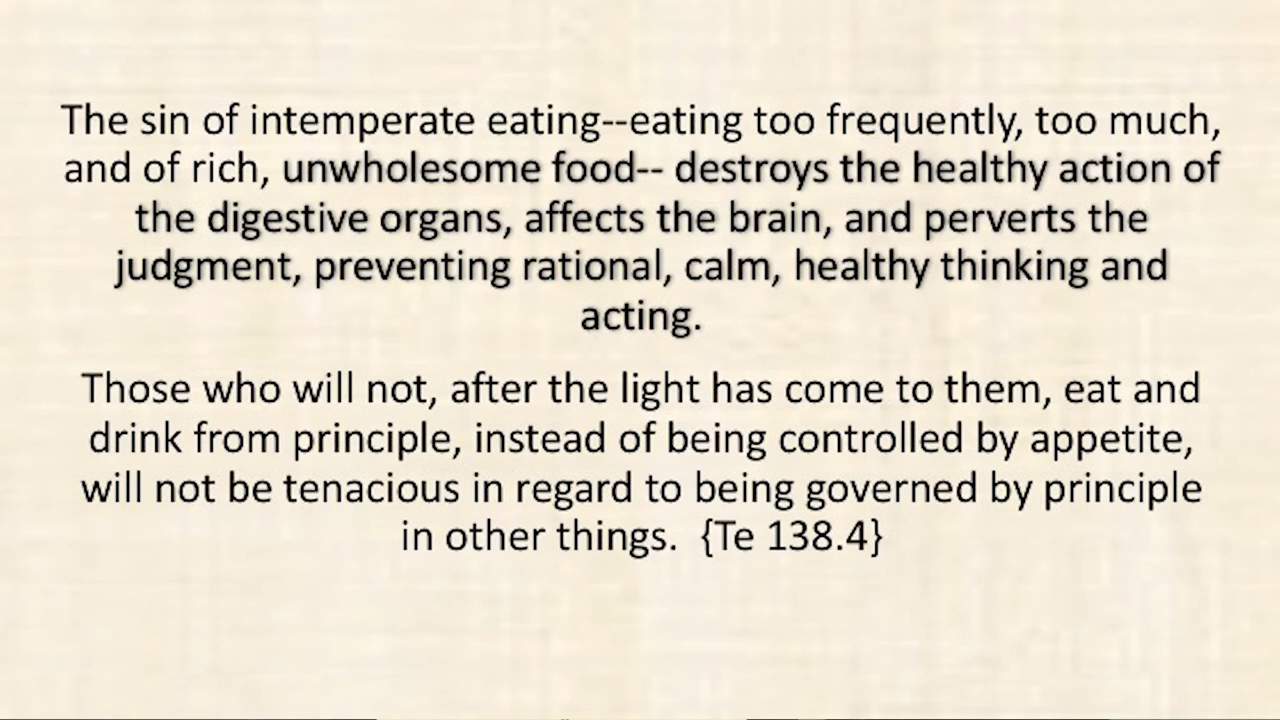 The sin of intemperate eating--eating too frequently, too much,
and of rich, unwholesome food-- destroys the healthy action of
the digestive organs, affects the brain, and perverts the
judgment, preventing rational, calm, healthy thinking and
acting.
Those who will not, after the light has come to them, eat and
drink from principle, instead of being controlled by appetite,
will not be tenacious in regard to being governed by principle
in other things.  {Te 138.4}